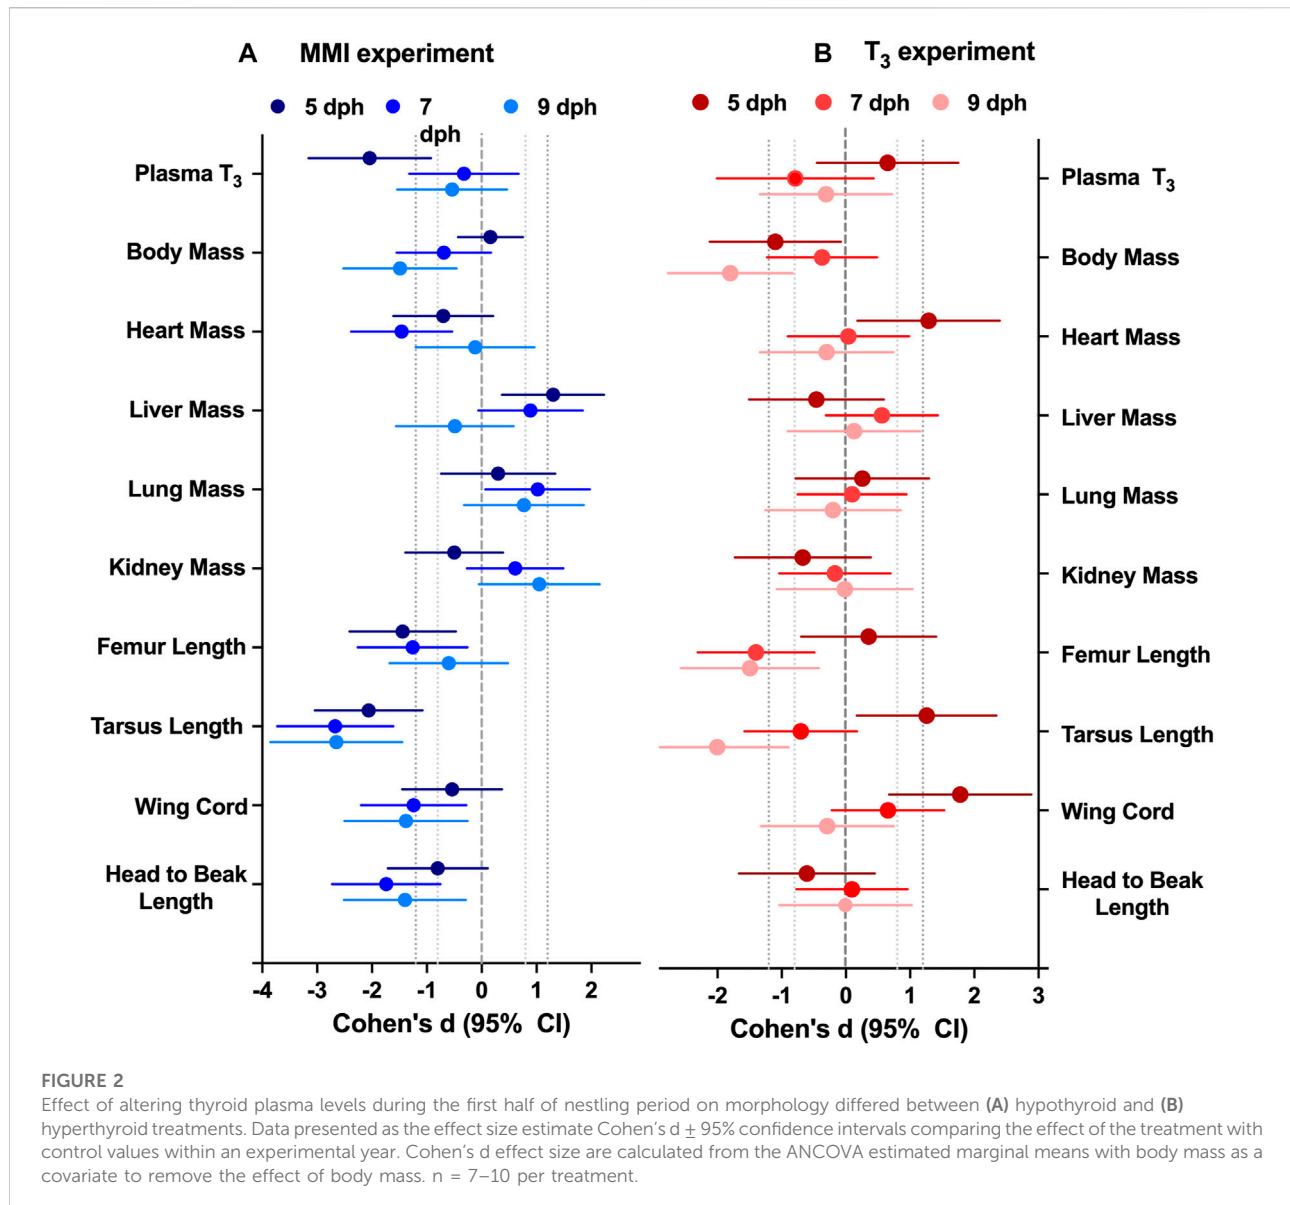 A MMI experiment
5 dph 7 dph 9 dph
Plasma T3
Body Mass
Heart Mass
Liver Mass
Lung Mass
Kidney Mass
Femur Length
Tarsus Length
Wing Cord
Head to Beak
Length
-4 -3 -2 -1 0 1 2
Cohen's d (95% CI)
B T3 experiment
5 dph 7 dph 9 dph
Plasma T3
Body Mass
Heart Mass
Liver Mass
Lung Mass
Kidney Mass
Femur Length
Tarsus Length
Wing Cord
Head to Beak
Length
-2 -1 0 1 2 3
Cohen's d (95% CI)
FIGURE 2
Effect of altering thyroid plasma levels during the first half of nestling period on morphology differed between (A) hypothyroid and (B)
hyperthyroid treatments. Data presented as the effect size estimate Cohen's d ± 95% confidence intervals comparing the effect of the treatment with
control values within an experimental year. Cohen's d effect size are calculated from the ANCOVA estimated marginal means with body mass as a
covariate to remove the effect of body mass. n = 7–10 per treatment.